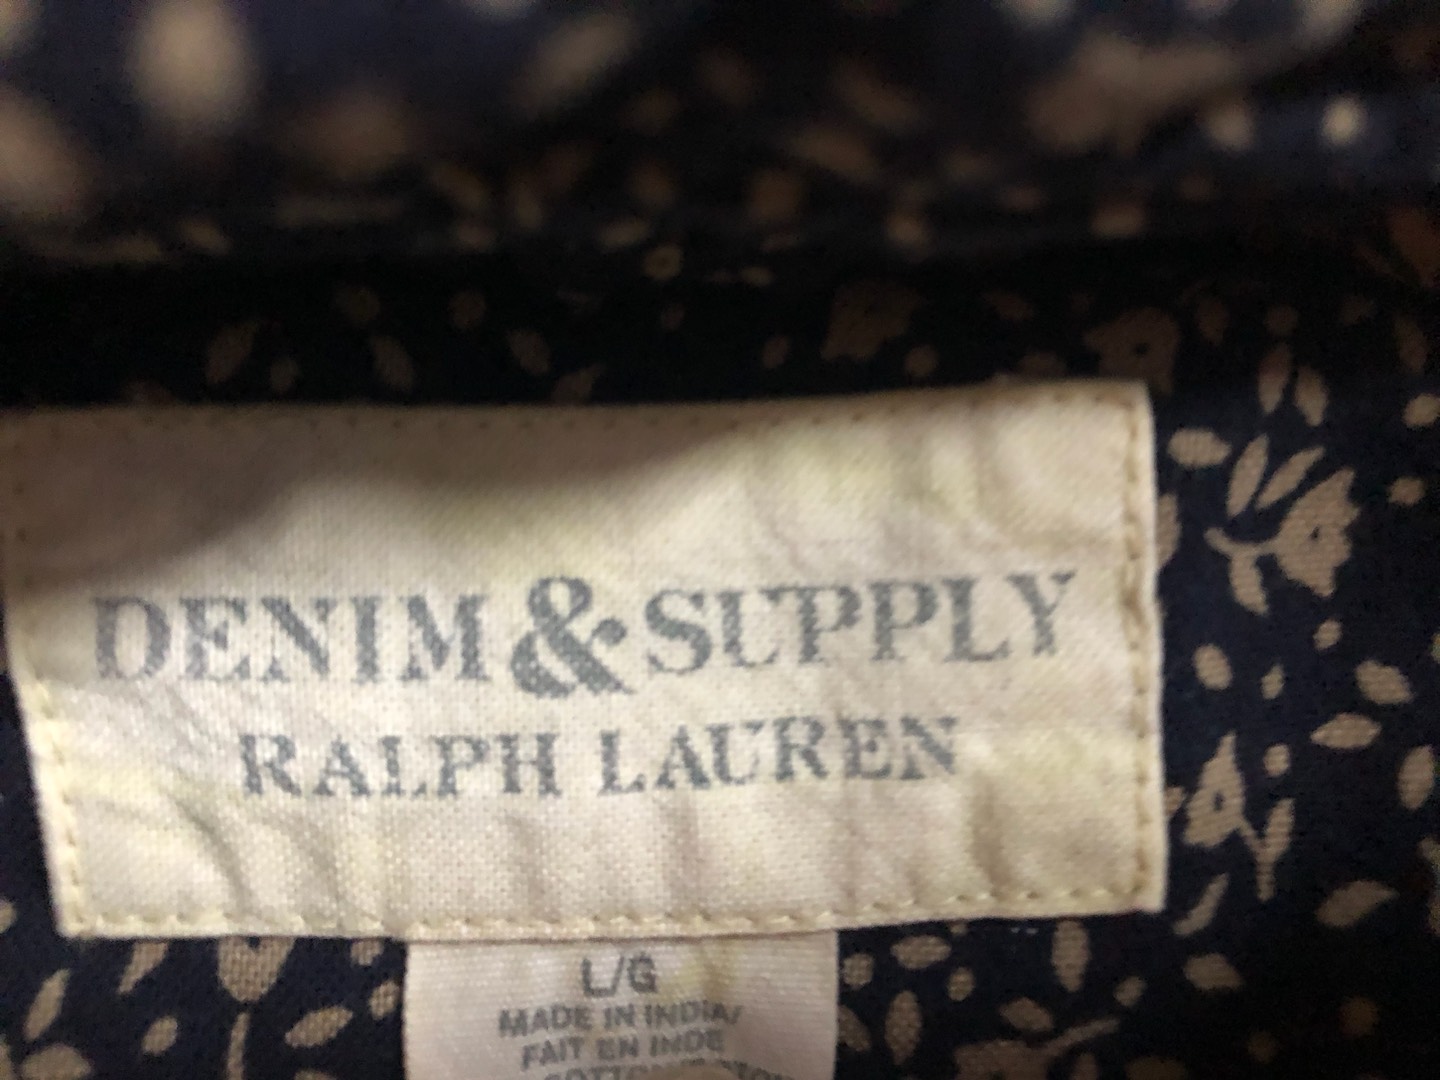 DENIM & SUPPLY
RALPH LAUREN
L/G
MADE IN INDIA/
FAIT EN INDE